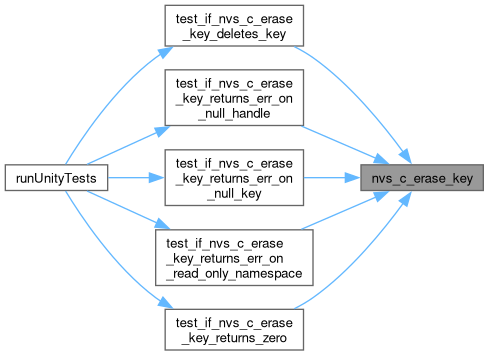 test_if_nvs_c_erase
_key_deletes_key
test_if_nvs_c_erase
_key_returns_err_on
_null_handle
runUnityTests
test_if_nvs_c_erase
_key_returns_err_on
_null_key
nvs_c_erase_key
test_if_nvs_c_erase
_key_returns_err_on
_read_only_namespace
test_if_nvs_c_erase
_key_returns_zero